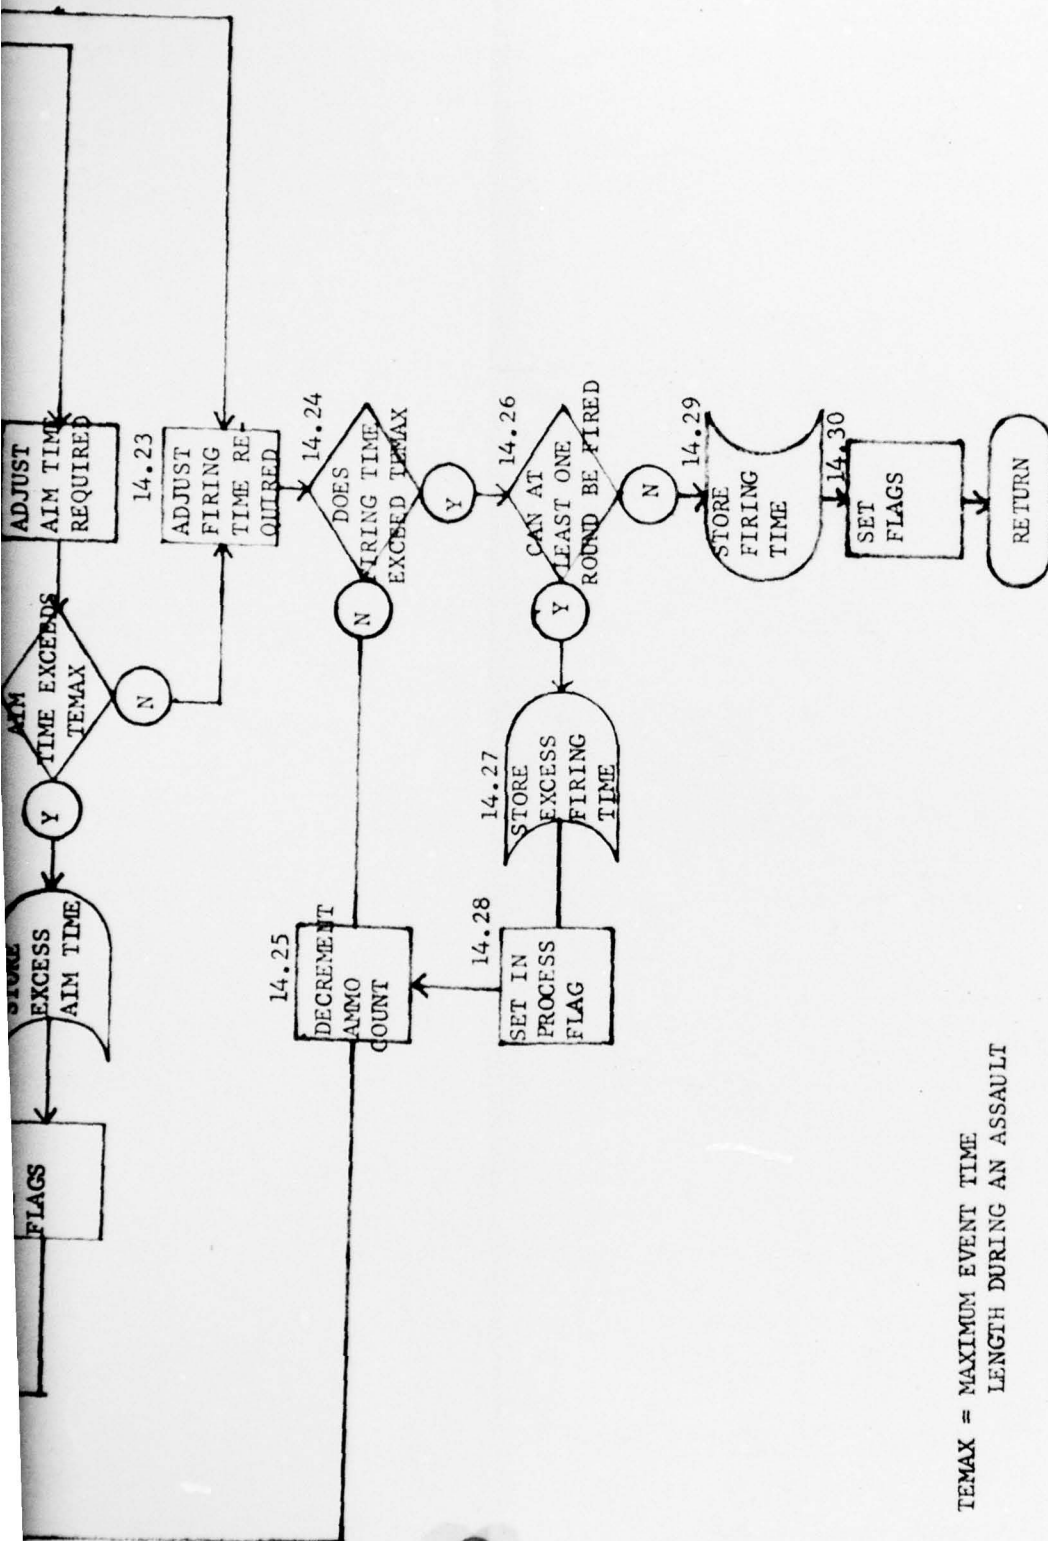 ADJUST
AIM TIME
REQUIRED
AIM
TIME EXCEEDS
TEMAX
N
Y
STORE
EXCESS
AIM TIME
FLAGS
14.23
ADJUST
FIRING
TIME RE
QUIRED
14.24
DOES
FIRING TIME
EXCEED TEMAX
Y
N
14.25
DECREMENT
AMMO
COUNT
14.26
CAN AT
LEAST ONE
ROUND BE FIRED
N
Y
14.27
STORE
EXCESS
FIRING
TIME
14.28
SET IN
PROCESS
FLAG
14.29
STORE
FIRING
TIME
14.30
SET
FLAGS
RETURN
TEMAX = MAXIMUM EVENT TIME
LENGTH DURING AN ASSAULT